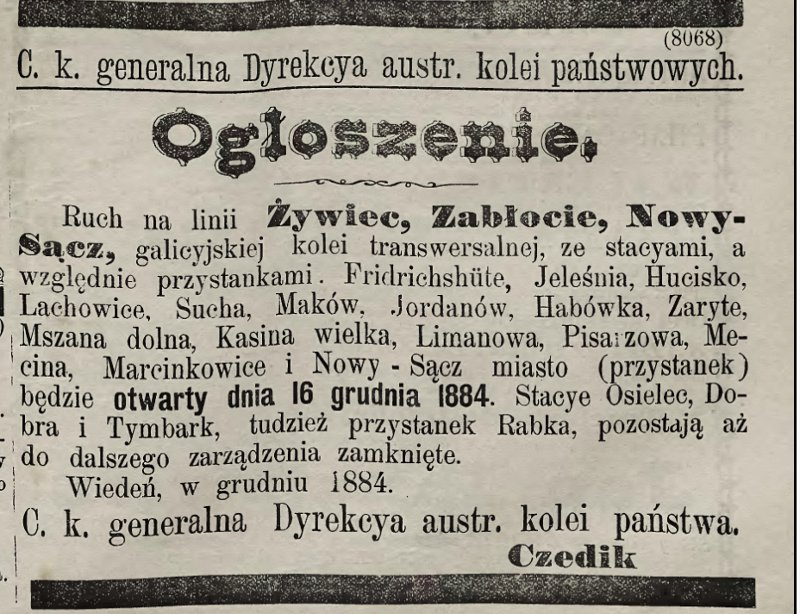 (8068)
C. k. generalna Dyrekcya austr. kolei państwowych.
Ogłoszenie.
Ruch na linii Żywiec, Zabłocie, Nowy-
Sącz, galicyjskiej kolei transwersalnej, ze stacyami, a
względnie przystankami. Fridrichshüte, Jeleśnia, Hucisko,
Lachowice, Sucha, Maków, Jordanów, Habówka, Zaryte,
Mszana dolna, Kasina wielka, Limanowa, Pisarzowa, Me-
cina, Marcinkowice i Nowy - Sącz miasto (przystanek)
będzie otwarty dnia 16 grudnia 1884. Stacye Osielec, Do-
bra i Tymbark, tudzież przystanek Rabka, pozostają aż
do dalszego zarządzenia zamknięte.
Wiedeń, w grudniu 1884.
C. k. generalna Dyrekcya austr. kolei państwa.
Czedik